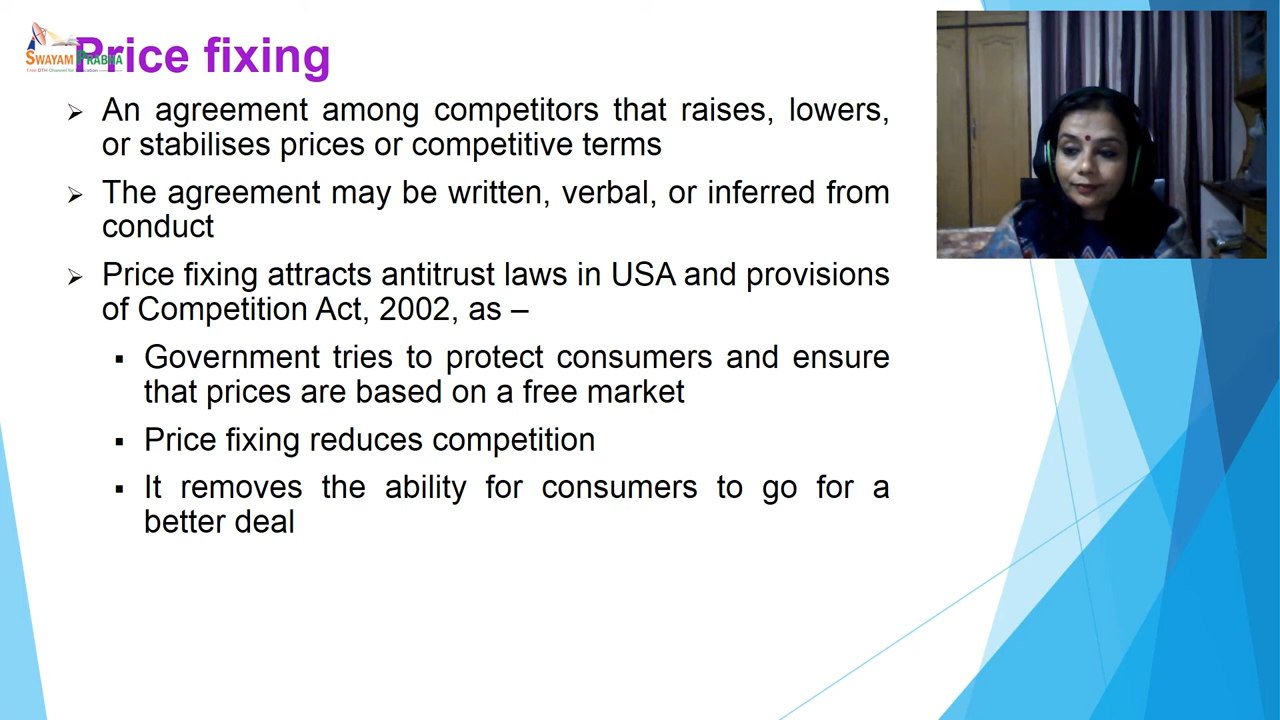 Price fixing
SWAYAM PRABHA
An agreement among competitors that raises, lowers,
or stabilises prices or competitive terms
The agreement may be written, verbal, or inferred from
conduct
Price fixing attracts antitrust laws in USA and provisions
of Competition Act, 2002, as –
Government tries to protect consumers and ensure
that prices are based on a free market
Price fixing reduces competition
It removes the ability for consumers to go for a
better deal